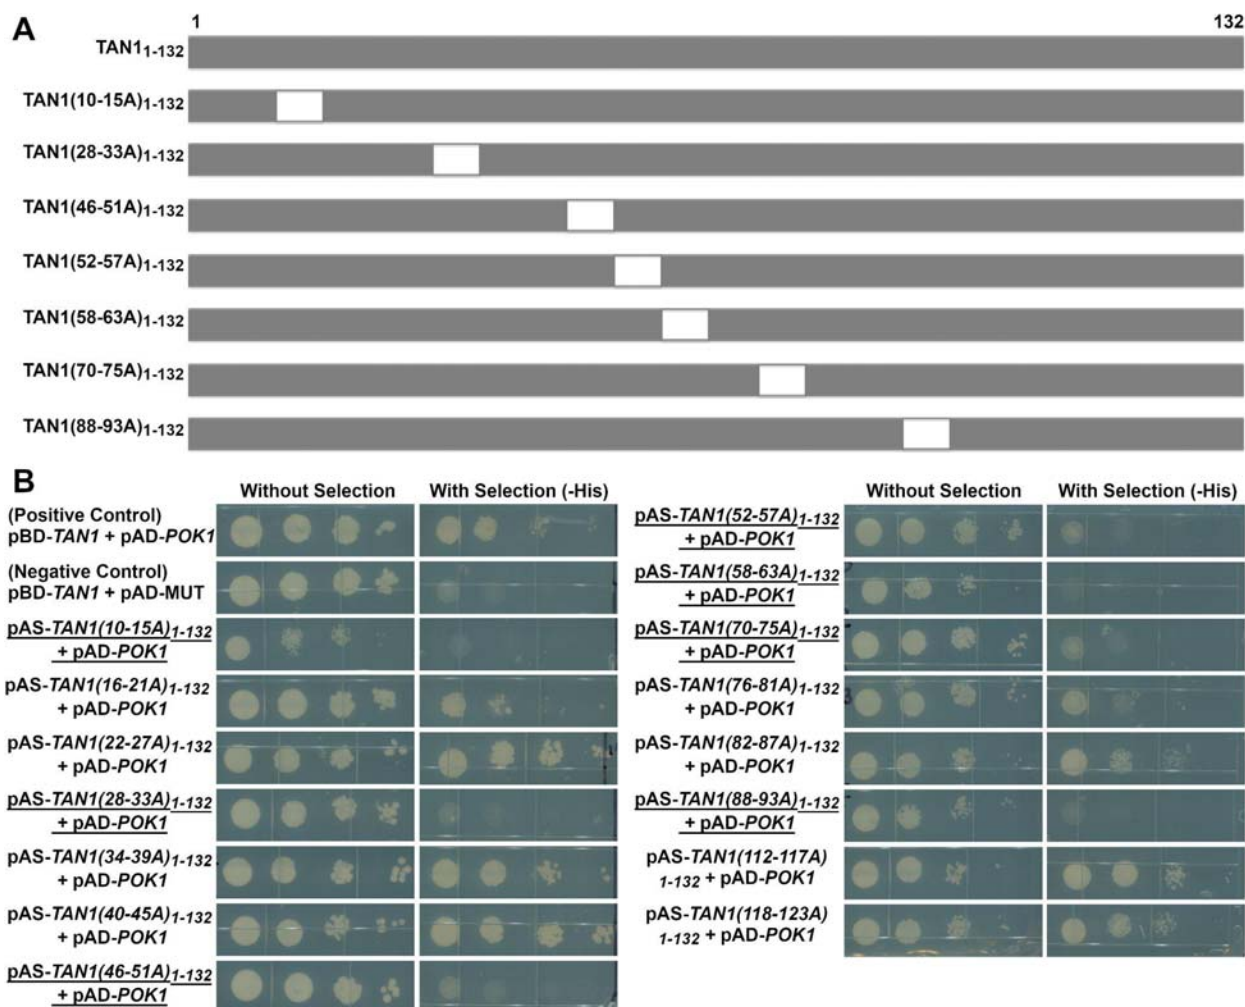 A
1 132
TAN1 1-132
TAN1(10-15A)1-132
TAN1(28-33A)1-132
TAN1(46-51A)1-132
TAN1(52-57A)1-132
TAN1(58-63A)1-132
TAN1(70-75A)1-132
TAN1(88-93A)1-132
B
Without Selection With Selection (-His)
(Positive Control)
pBD-TAN1 + pAD-POK1
(Negative Control)
pBD-TAN1 + pAD-MUT
pAS-TAN1(10-15A)1-132
+ pAD-POK1
pAS-TAN1(16-21A)1-132
+ pAD-POK1
pAS-TAN1(22-27A)1-132
+ pAD-POK1
pAS-TAN1(28-33A)1-132
+ pAD-POK1
pAS-TAN1(34-39A)1-132
+ pAD-POK1
pAS-TAN1(40-45A)1-132
+ pAD-POK1
pAS-TAN1(46-51A)1-132
+ pAD-POK1
Without Selection With Selection (-His)
pAS-TAN1(52-57A)1-132
+ pAD-POK1
pAS-TAN1(58-63A)1-132
+ pAD-POK1
pAS-TAN1(70-75A)1-132
+ pAD-POK1
pAS-TAN1(76-81A)1-132
+ pAD-POK1
pAS-TAN1(82-87A)1-132
+ pAD-POK1
pAS-TAN1(88-93A)1-132
+ pAD-POK1
pAS-TAN1(112-117A)
1-132 + pAD-POK1
pAS-TAN1(118-123A)
1-132 + pAD-POK1